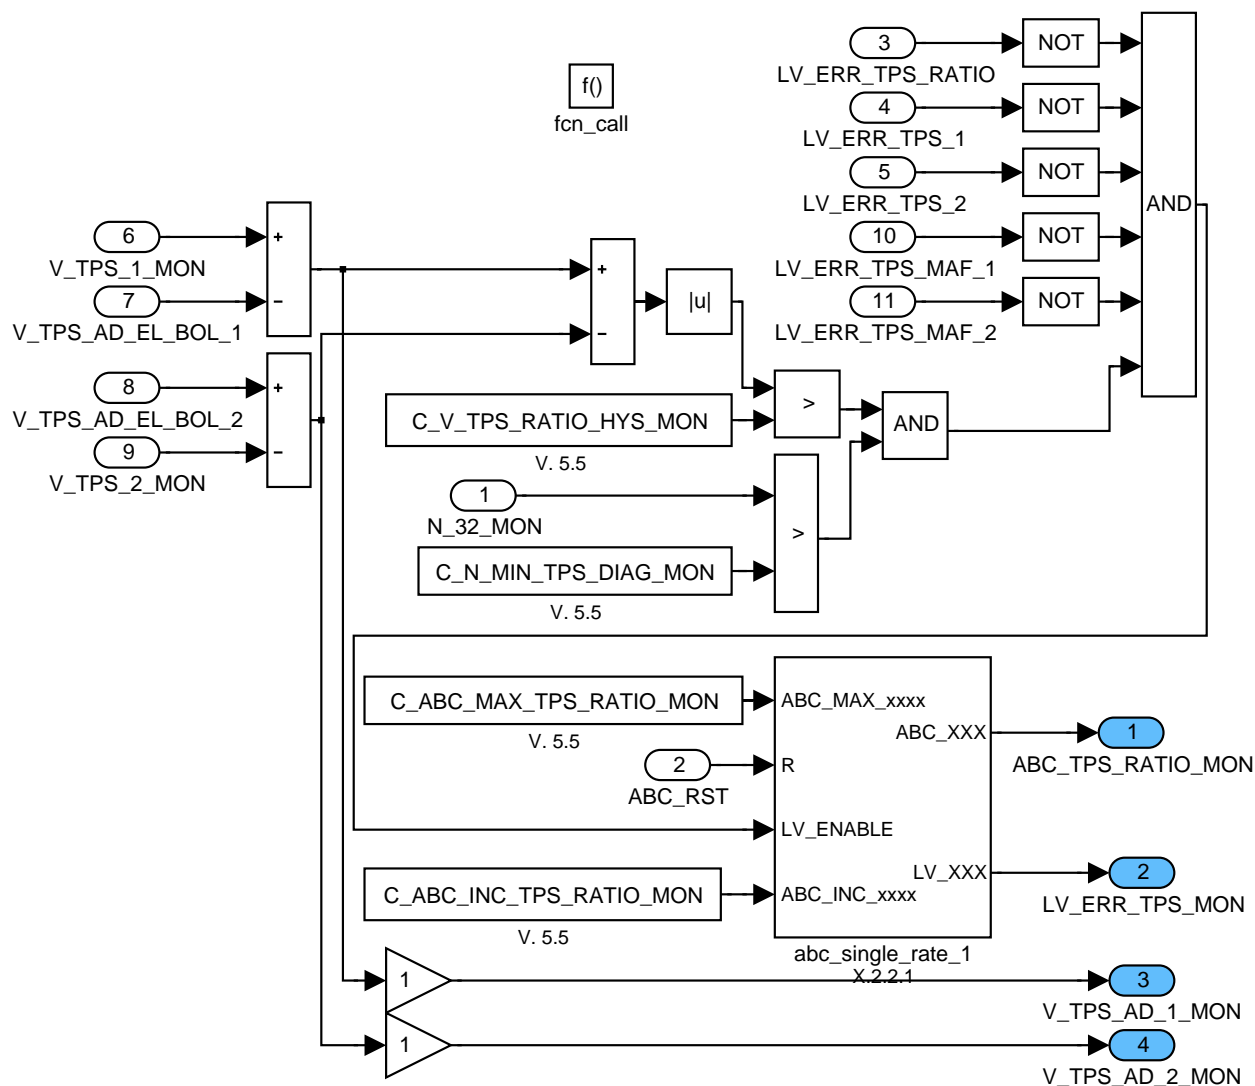 3
NOT
LV_ERR_TPS_RATIO
f()
fcn_call
4
NOT
LV_ERR_TPS_1
5
NOT
LV_ERR_TPS_2
AND
10
NOT
LV_ERR_TPS_MAF_1
11
NOT
LV_ERR_TPS_MAF_2
6
V_TPS_1_MON
+
7
V_TPS_AD_EL_BOL_1
−
+
−
|u|
8
V_TPS_AD_EL_BOL_2
+
9
V_TPS_2_MON
−
C_V_TPS_RATIO_HYS_MON
V. 5.5
>
AND
1
N_32_MON
>
C_N_MIN_TPS_DIAG_MON
V. 5.5
C_ABC_MAX_TPS_RATIO_MON
V. 5.5
ABC_MAX_xxxx
ABC_XXX
1
ABC_TPS_RATIO_MON
2
ABC_RST
R
LV_ENABLE
LV_XXX
2
LV_ERR_TPS_MON
C_ABC_INC_TPS_RATIO_MON
V. 5.5
ABC_INC_xxxx
abc_single_rate_1
X.2.2.1
1
3
V_TPS_AD_1_MON
1
4
V_TPS_AD_2_MON